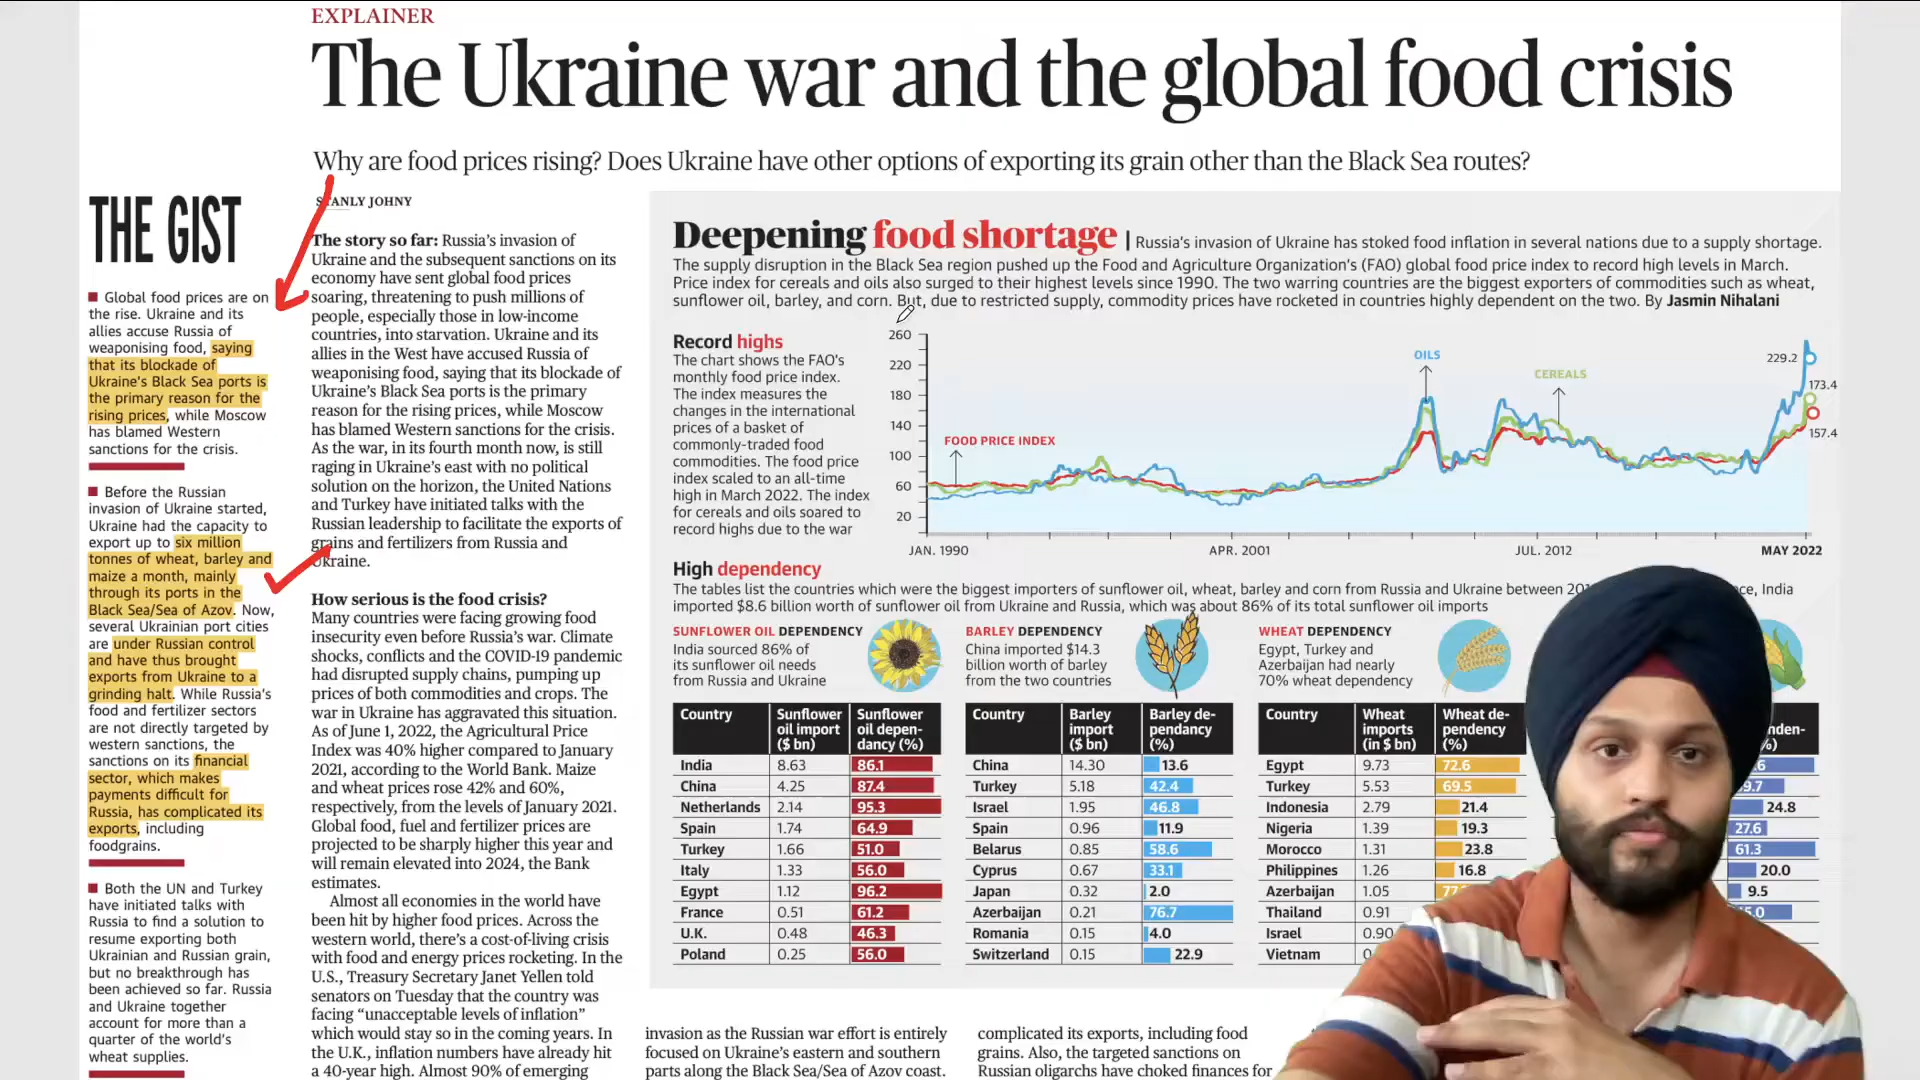 EXPLAINER
The Ukraine war and the global food crisis
Why are food prices rising? Does Ukraine have other options of exporting its grain other than the Black Sea routes?
THE GIST
Global food prices are on
the rise. Ukraine and its
allies accuse Russia of
weaponising food, saying
that its blockade of
Ukraine's Black Sea ports is
the primary reason for the
rising prices, while Moscow
has blamed Western
sanctions for the crisis.
Before the Russian
invasion of Ukraine started,
Ukraine had the capacity to
export up to six million
tonnes of wheat, barley and
maize a month, mainly
through its ports in the
Black Sea/Sea of Azov. Now,
several Ukrainian port cities
are under Russian control
and have thus brought
exports from Ukraine to a
grinding halt. While Russia's
food and fertilizer sectors
are not directly targeted by
western sanctions, the
sanctions on its financial
sector, which makes
payments difficult for
Russia, has complicated its
exports, including
foodgrains.
Both the UN and Turkey
have initiated talks with
Russia to find a solution to
resume exporting both
Ukrainian and Russian grain,
but no breakthrough has
been achieved so far. Russia
and Ukraine together
account for more than a
quarter of the world's
wheat supplies.
STANLY JOHNY
The story so far: Russia's invasion of
Ukraine and the subsequent sanctions on its
economy have sent global food prices
soaring, threatening to push millions of
people, especially those in low-income
countries, into starvation. Ukraine and its
allies in the West have accused Russia of
weaponising food, saying that its blockade of
Ukraine's Black Sea ports is the primary
reason for the rising prices, while Moscow
has blamed Western sanctions for the crisis.
As the war, in its fourth month now, is still
raging in Ukraine's east with no political
solution on the horizon, the United Nations
and Turkey have initiated talks with the
Russian leadership to facilitate the exports of
grains and fertilizers from Russia and
Ukraine.
How serious is the food crisis?
Many countries were facing growing food
insecurity even before Russia's war. Climate
shocks, conflicts and the COVID-19 pandemic
had disrupted supply chains, pumping up
prices of both commodities and crops. The
war in Ukraine has aggravated this situation.
As of June 1, 2022, the Agricultural Price
Index was 40% higher compared to January
2021, according to the World Bank. Maize
and wheat prices rose 42% and 60%,
respectively, from the levels of January 2021.
Global food, fuel and fertilizer prices are
projected to be sharply higher this year and
will remain elevated into 2024, the Bank
estimates.
Almost all economies in the world have
been hit by higher food prices. Across the
western world, there's a cost-of-living crisis
with food and energy prices rocketing. In the
U.S., Treasury Secretary Janet Yellen told
senators on Tuesday that the country was
facing "unacceptable levels of inflation"
which would stay so in the coming years. In
the U.K., inflation numbers have already hit
a 40-year high. Almost 90% of emerging
Deepening food shortage | Russia's invasion of Ukraine has stoked food inflation in several nations due to a supply shortage.
The supply disruption in the Black Sea region pushed up the Food and Agriculture Organization's (FAO) global food price index to record high levels in March.
Price index for cereals and oils also surged to their highest levels since 1990. The two warring countries are the biggest exporters of commodities such as wheat,
sunflower oil, barley, and corn. But, due to restricted supply, commodity prices have rocketed in countries highly dependent on the two. By Jasmin Nihalani
Record highs
The chart shows the FAO's
monthly food price index.
The index measures the
changes in the international
prices of a basket of
commonly-traded food
commodities. The food price
index scaled to an all-time
high in March 2022. The index
for cereals and oils soared to
record highs due to the war
260
220
180
140
100
60
20
FOOD PRICE INDEX
OILS
CEREALS
229.2
173.4
157.4
JAN. 1990 APR. 2001 JUL. 2012 MAY 2022
High dependency
The tables list the countries which were the biggest importers of sunflower oil, wheat, barley and corn from Russia and Ukraine between India
imported $8.6 billion worth of sunflower oil from Ukraine and Russia, which was about 86% of its total sunflower oil imports
SUNFLOWER OIL DEPENDENCY
India sourced 86% of
its sunflower oil needs
from Russia and Ukraine
Country Sunflower oil import ($ bn) Sunflower oil depen-dancy (%)
India 8.63 86.1
China 4.25 87.4
Netherlands 2.14 95.3
Spain 1.74 64.9
Turkey 1.66 51.0
Italy 1.33 56.0
Egypt 1.12 96.2
France 0.51 61.2
U.K. 0.48 46.3
Poland 0.25 56.0
BARLEY DEPENDENCY
China imported $14.3
billion worth of barley
from the two countries
Country Barley import ($ bn) Barley de-pendancy (%)
China 14.30 13.6
Turkey 5.18 42.4
Israel 1.95 46.8
Spain 0.96 11.9
Belarus 0.85 58.6
Cyprus 0.67 33.1
Japan 0.32 2.0
Azerbaijan 0.21 76.7
Romania 0.15 4.0
Switzerland 0.15 22.9
WHEAT DEPENDENCY
Egypt, Turkey and
Azerbaijan had nearly
70% wheat dependency
Country Wheat imports (in $ bn) Wheat de-pendency (%)
Egypt 9.73 72.6
Turkey 5.53 69.5
Indonesia 2.79 21.4
Nigeria 1.39 19.3
Morocco 1.31 23.8
Philippines 1.26 16.8
Azerbaijan 1.05
Thailand 0.91
Israel 0.90
Vietnam
24.8
27.6
61.3
20.0
9.5
invasion as the Russian war effort is entirely
focused on Ukraine's eastern and southern
parts along the Black Sea/Sea of Azov coast.
complicated its exports, including food
grains. Also, the targeted sanctions on
Russian oligarchs have choked finances for